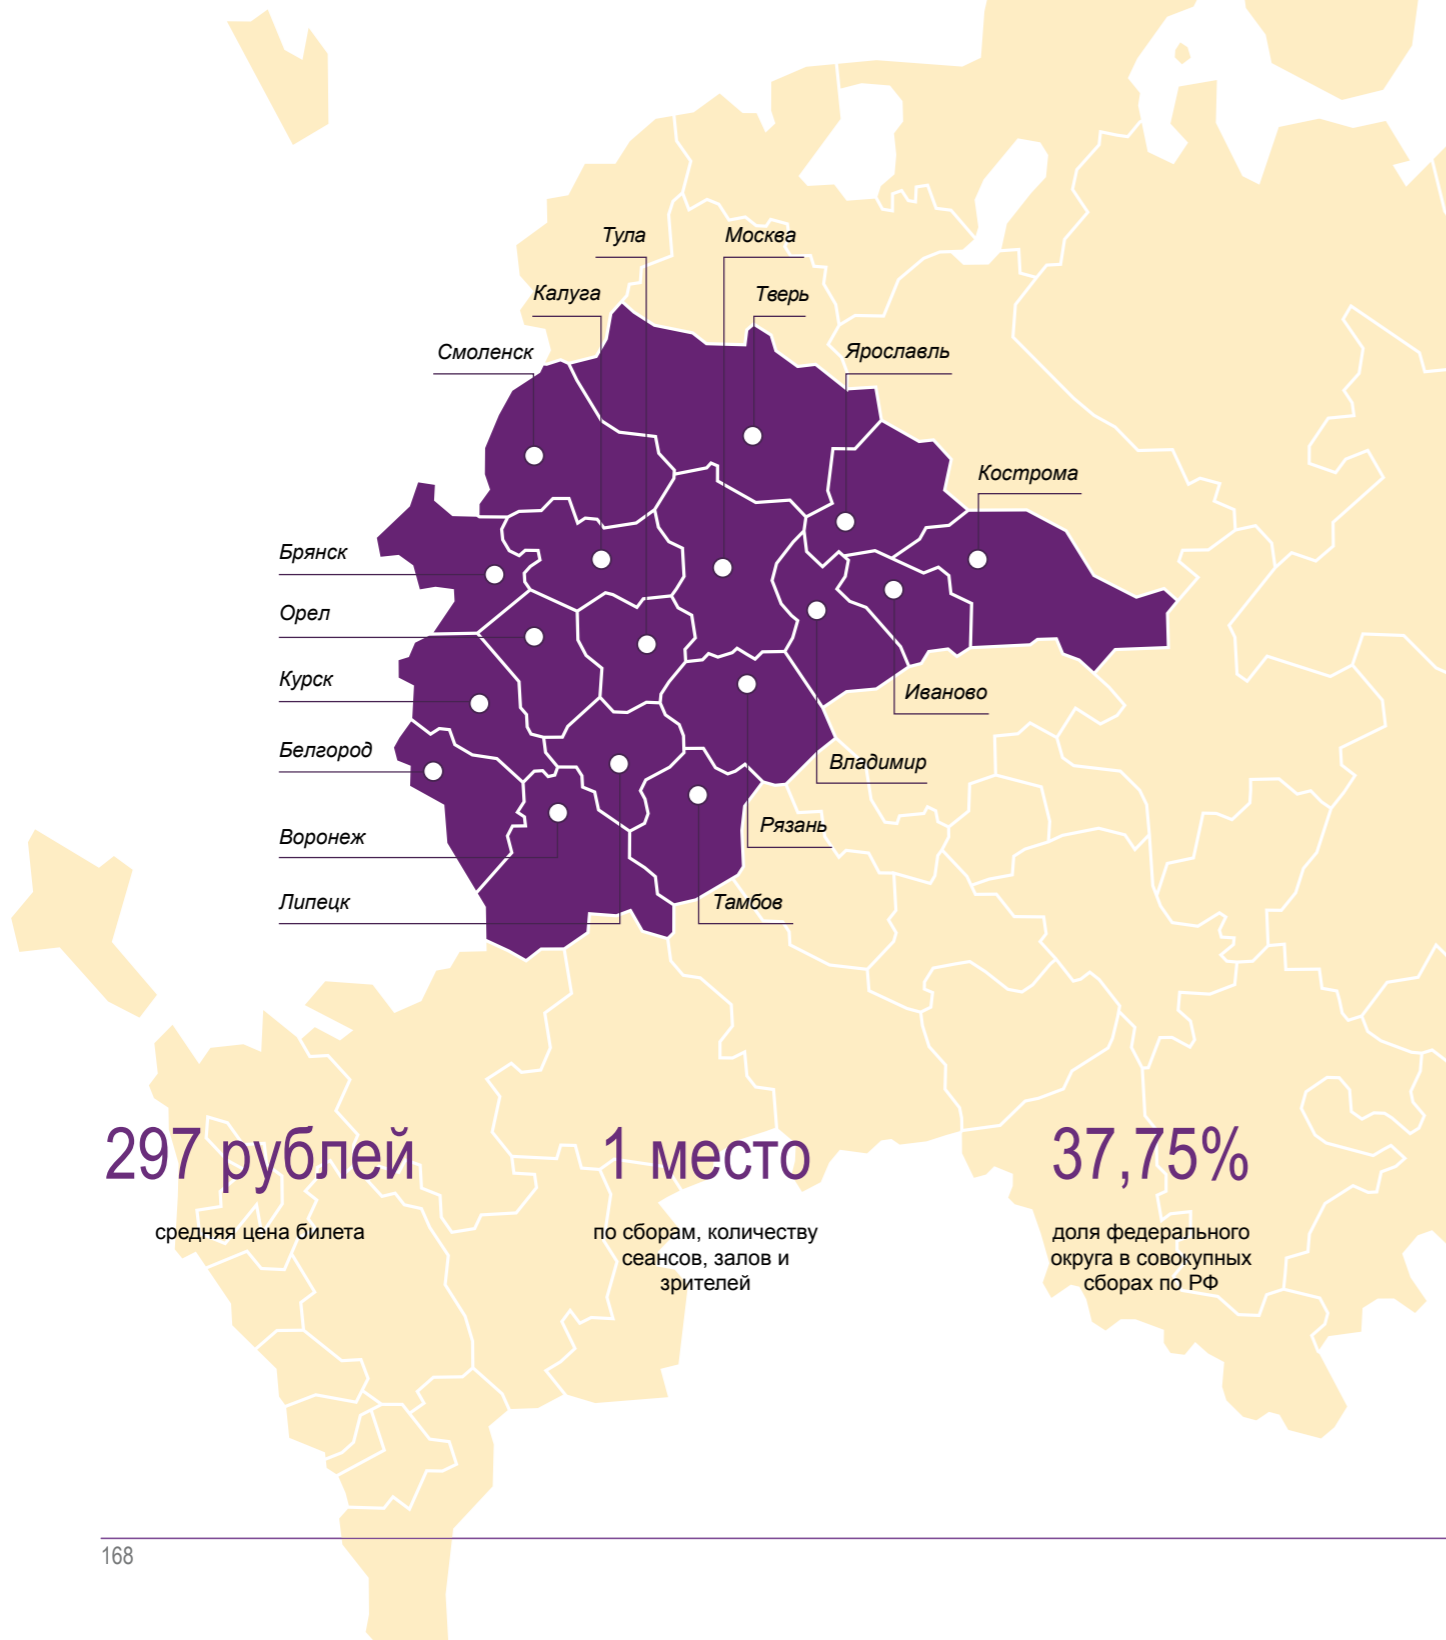 Тула
Москва
Калуга
Тверь
Смоленск
Ярославль
Кострома
Брянск
Орел
Курск
Иваново
Белгород
Владимир
Воронеж
Рязань
Липецк
Тамбов
297 рублей
средняя цена билета
1 место
по сборам, количеству
сеансов, залов и
зрителей
37,75%
доля федерального
округа в совокупных
сборах по РФ
168